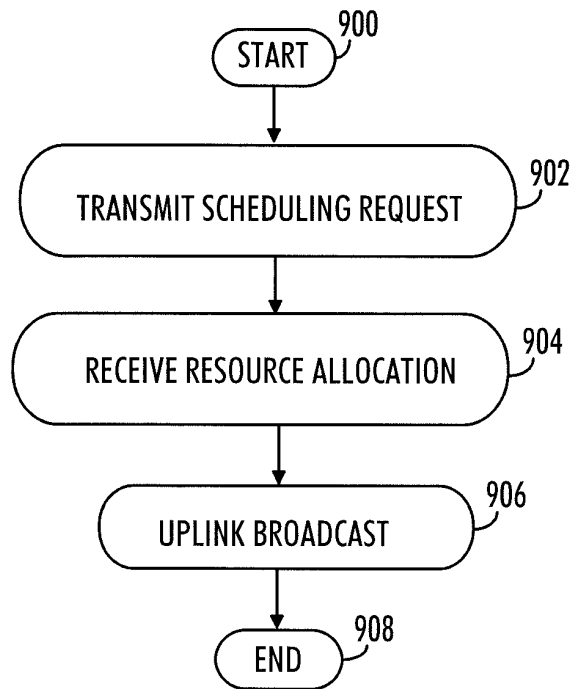 900
START
902
TRANSMIT SCHEDULING REQUEST
904
RECEIVE RESOURCE ALLOCATION
906
UPLINK BROADCAST
908
END